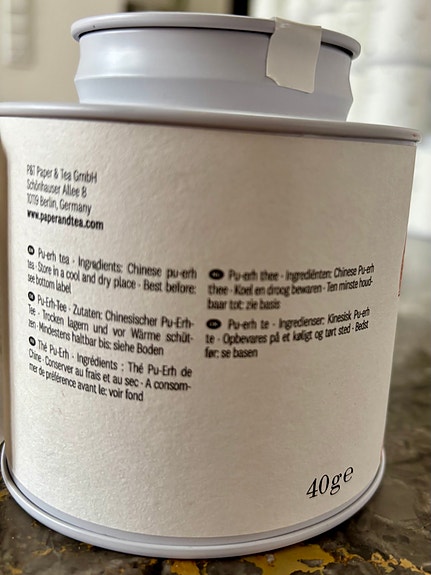 P&T Paper & Tea GmbH
Schönhauser Allee 8
10119 Berlin, Germany
www.paperandtea.com
Pu-erh tea · Ingredients: Chinese pu-erh
tea · Store in a cool and dry place · Best before:
see bottom label
Pu-Erh-Tee · Zutaten: Chinesischer Pu-Erh-
Tee · Trocken lagern und vor Wärme schüt-
zen · Mindestens haltbar bis: siehe Boden
Thé Pu-Erh · Ingrédients : Thé Pu-Erh de
Chine · Conserver au frais et au sec · A consom-
mer de préférence avant le: voir fond
Pu-erh thee · Ingrediënten: Chinese Pu-erh
thee · Koel en droog bewaren · Ten minste houd-
baar tot: zie basis
Pu-erh te · Ingredienser: Kinesisk Pu-erh
te · Opbevares på et køligt og tørt sted · Bedst
før: se basen
40g℮